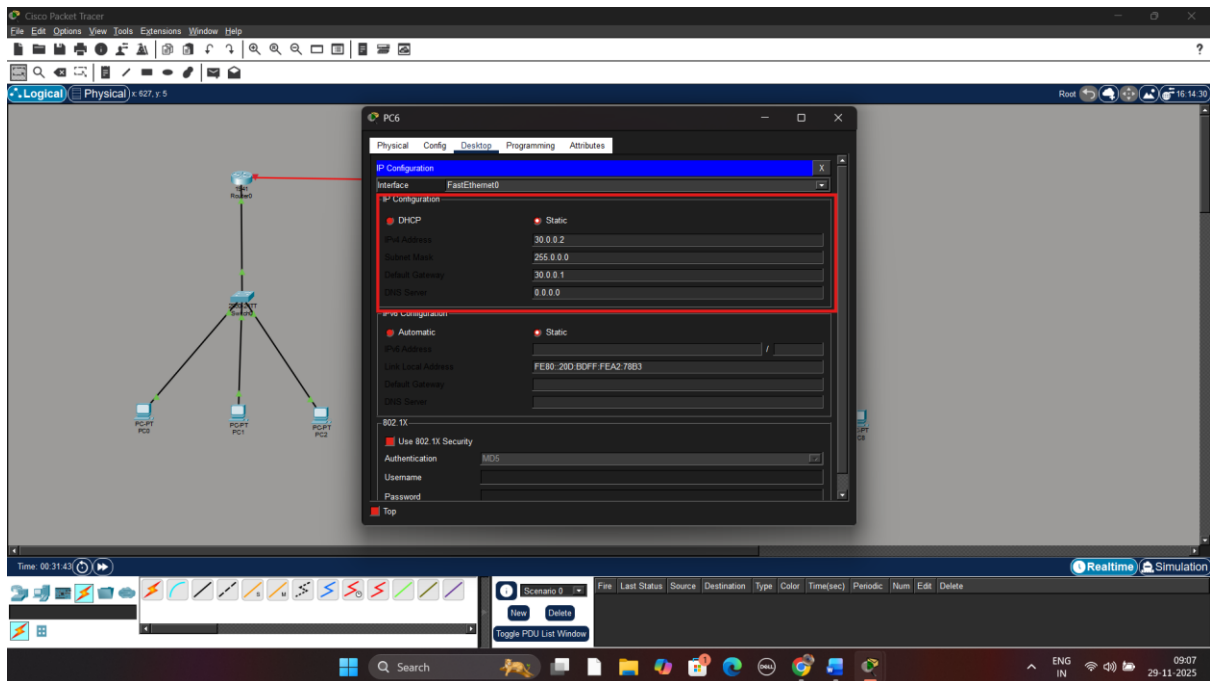 Cisco Packet Tracer
File Edit Options View Tools Extensions Window Help
?
Logical Physical x: 627, y: 5
Root 16:14:30
PC6
Physical Config Desktop Programming Attributes
IP Configuration
X
Interface FastEthernet0
IP Configuration
DHCP Static
IPv4 Address 30.0.0.2
Subnet Mask 255.0.0.0
Default Gateway 30.0.0.1
DNS Server 0.0.0.0
IPv6 Configuration
Automatic Static
IPv6 Address /
Link Local Address FE80::20D:BDFF:FEA2:78B3
Default Gateway
DNS Server
802.1X
Use 802.1X Security
Authentication MD5
Username
Password
Top
Router0
PC-PT
PC0
PC-PT
PC1
PC-PT
PC2
Time: 00:31:43
Realtime Simulation
Scenario 0
New Delete
Toggle PDU List Window
Fire Last Status Source Destination Type Color Time(sec) Periodic Num Edit Delete
Search
DELL
ENG
IN
09:07
29-11-2025